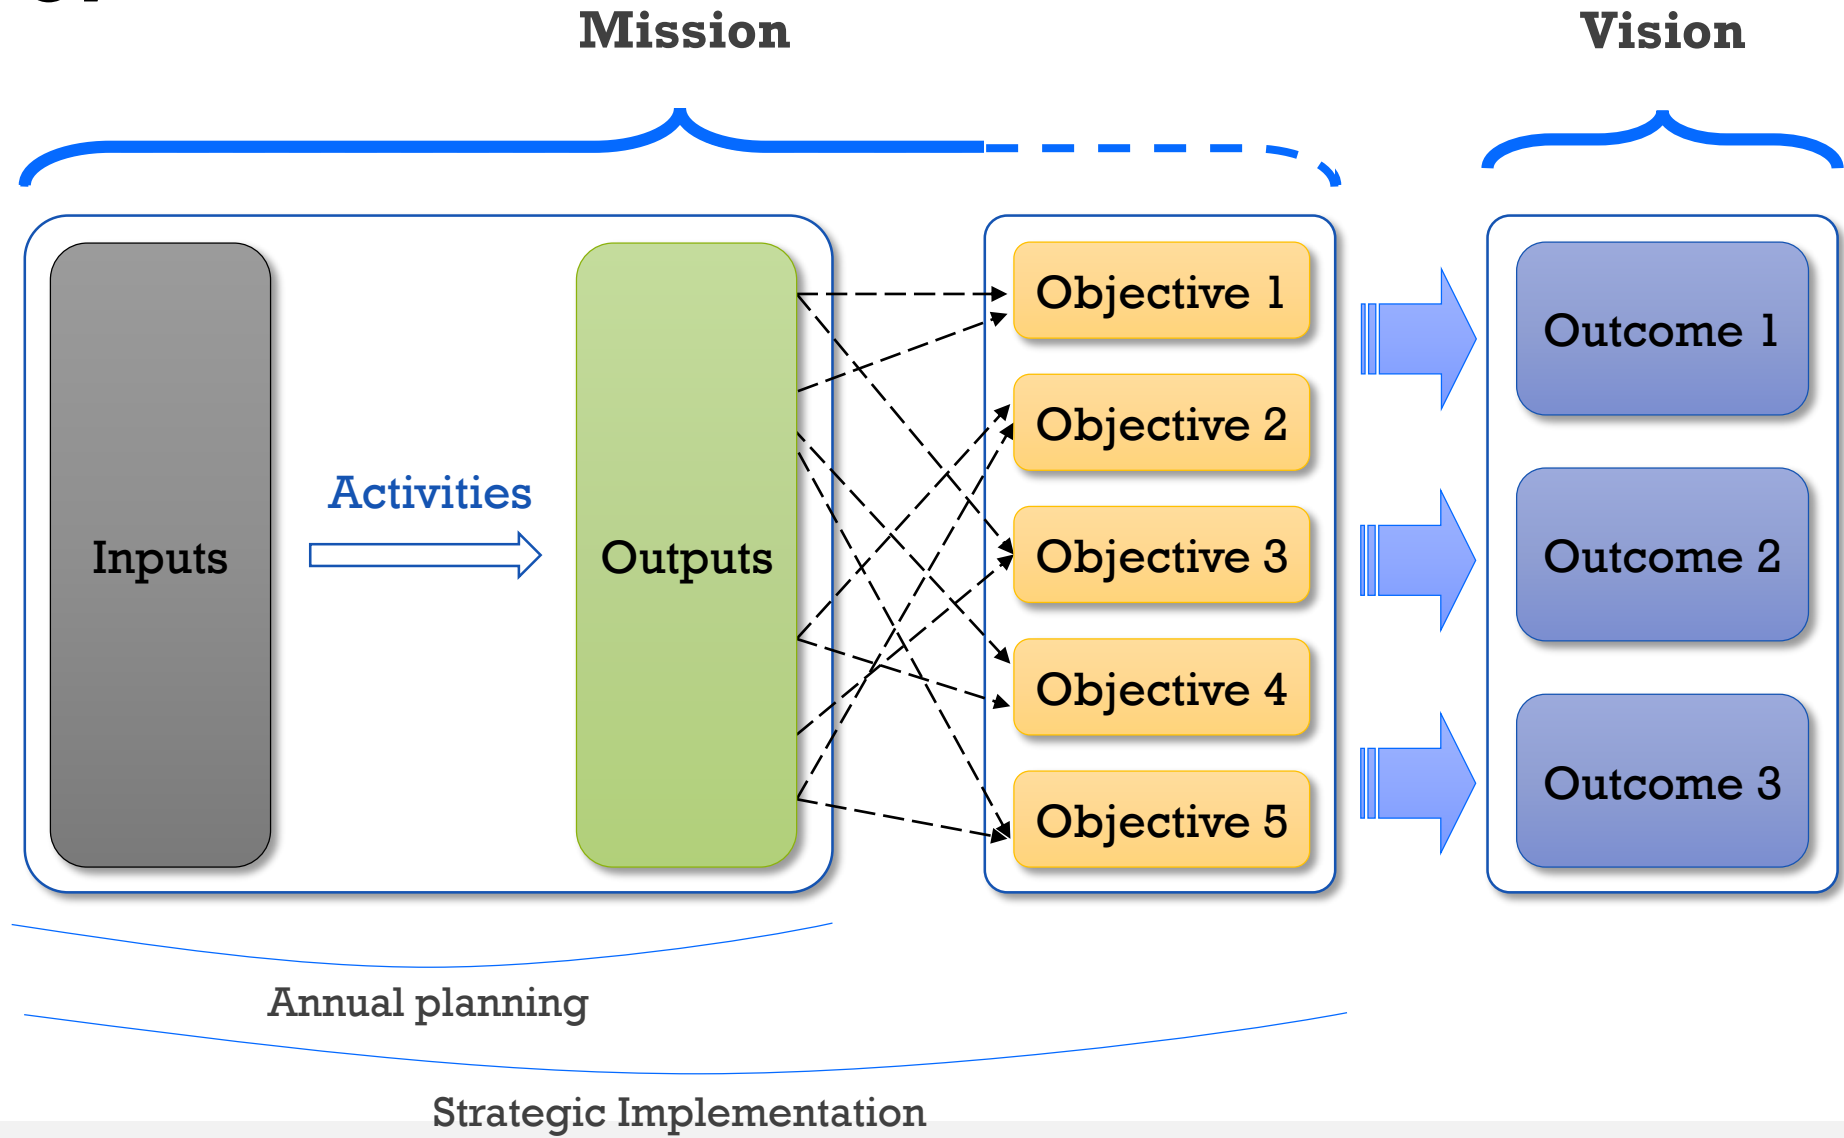 Mission
Vision
Inputs
Activities
Outputs
Objective 1
Objective 2
Objective 3
Objective 4
Objective 5
Outcome 1
Outcome 2
Outcome 3
Annual planning
Strategic Implementation